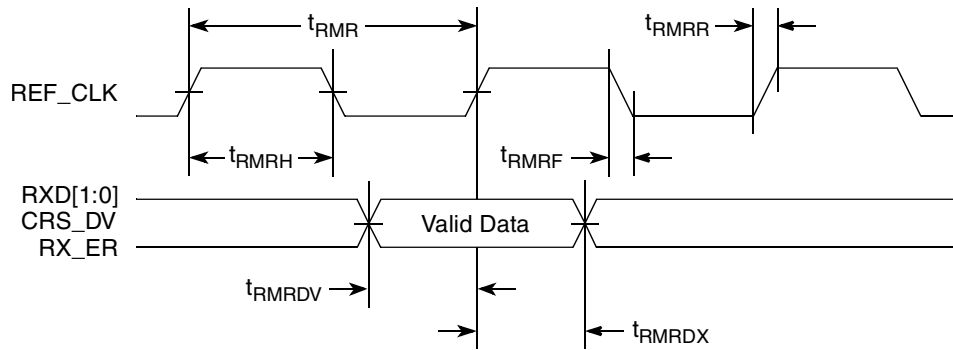 tRMR
tRMRR
REF_CLK
tRMRH
tRMRF
RXD[1:0]
CRS_DV
RX_ER
Valid Data
tRMRDV
tRMRDX